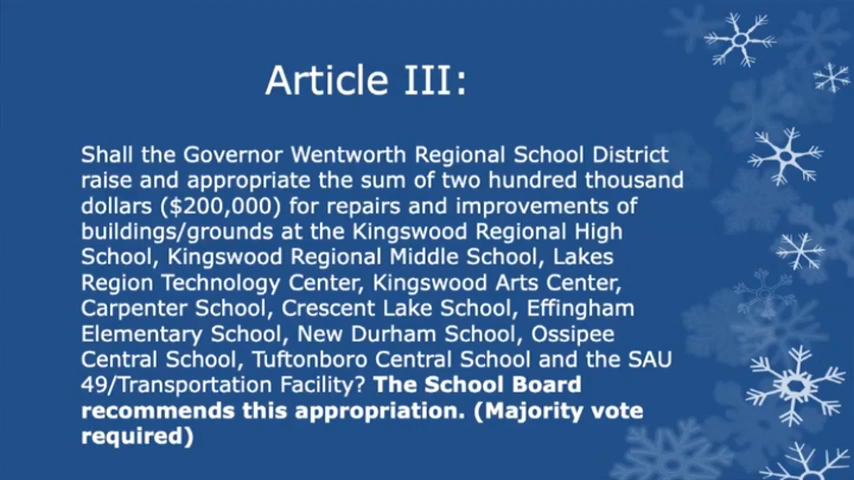 Article III:
Shall the Governor Wentworth Regional School District
raise and appropriate the sum of two hundred thousand
dollars ($200,000) for repairs and improvements of
buildings/grounds at the Kingswood Regional High
School, Kingswood Regional Middle School, Lakes
Region Technology Center, Kingswood Arts Center,
Carpenter School, Crescent Lake School, Effingham
Elementary School, New Durham School, Ossipee
Central School, Tuftonboro Central School and the SAU
49/Transportation Facility? The School Board
recommends this appropriation. (Majority vote
required)